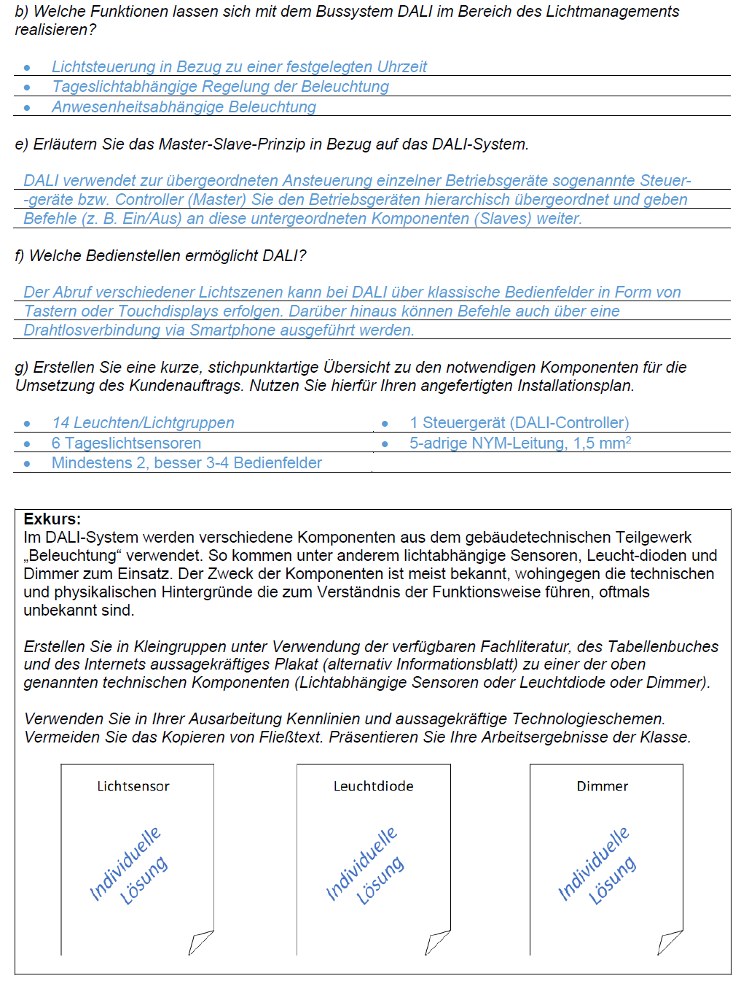 b) Welche Funktionen lassen sich mit dem Bussystem DALI im Bereich des Lichtmanagements
realisieren?
• Lichtsteuerung in Bezug zu einer festgelegten Uhrzeit
• Tageslichtabhängige Regelung der Beleuchtung
• Anwesenheitsabhängige Beleuchtung
e) Erläutern Sie das Master-Slave-Prinzip in Bezug auf das DALI-System.
DALI verwendet zur übergeordneten Ansteuerung einzelner Betriebsgeräte sogenannte Steuer-
-geräte bzw. Controller (Master) Sie den Betriebsgeräten hierarchisch übergeordnet und geben
Befehle (z. B. Ein/Aus) an diese untergeordneten Komponenten (Slaves) weiter.
f) Welche Bedienstellen ermöglicht DALI?
Der Abruf verschiedener Lichtszenen kann bei DALI über klassische Bedienfelder in Form von
Tastern oder Touchdisplays erfolgen. Darüber hinaus können Befehle auch über eine
Drahtlosverbindung via Smartphone ausgeführt werden.
g) Erstellen Sie eine kurze, stichpunktartige Übersicht zu den notwendigen Komponenten für die
Umsetzung des Kundenauftrags. Nutzen Sie hierfür Ihren angefertigten Installationsplan.
• 14 Leuchten/Lichtgruppen
• 6 Tageslichtsensoren
• Mindestens 2, besser 3-4 Bedienfelder
• 1 Steuergerät (DALI-Controller)
• 5-adrige NYM-Leitung, 1,5 mm²
Exkurs:
Im DALI-System werden verschiedene Komponenten aus dem gebäudetechnischen Teilgewerk
„Beleuchtung“ verwendet. So kommen unter anderem lichtabhängige Sensoren, Leucht-dioden und
Dimmer zum Einsatz. Der Zweck der Komponenten ist meist bekannt, wohingegen die technischen
und physikalischen Hintergründe die zum Verständnis der Funktionsweise führen, oftmals
unbekannt sind.
Erstellen Sie in Kleingruppen unter Verwendung der verfügbaren Fachliteratur, des Tabellenbuches
und des Internets aussagekräftiges Plakat (alternativ Informationsblatt) zu einer der oben
genannten technischen Komponenten (Lichtabhängige Sensoren oder Leuchtdiode oder Dimmer).
Verwenden Sie in Ihrer Ausarbeitung Kennlinien und aussagekräftige Technologieschemen.
Vermeiden Sie das Kopieren von Fließtext. Präsentieren Sie Ihre Arbeitsergebnisse der Klasse.
Lichtsensor
Individuelle
Lösung
Leuchtdiode
Individuelle
Lösung
Dimmer
Individuelle
Lösung